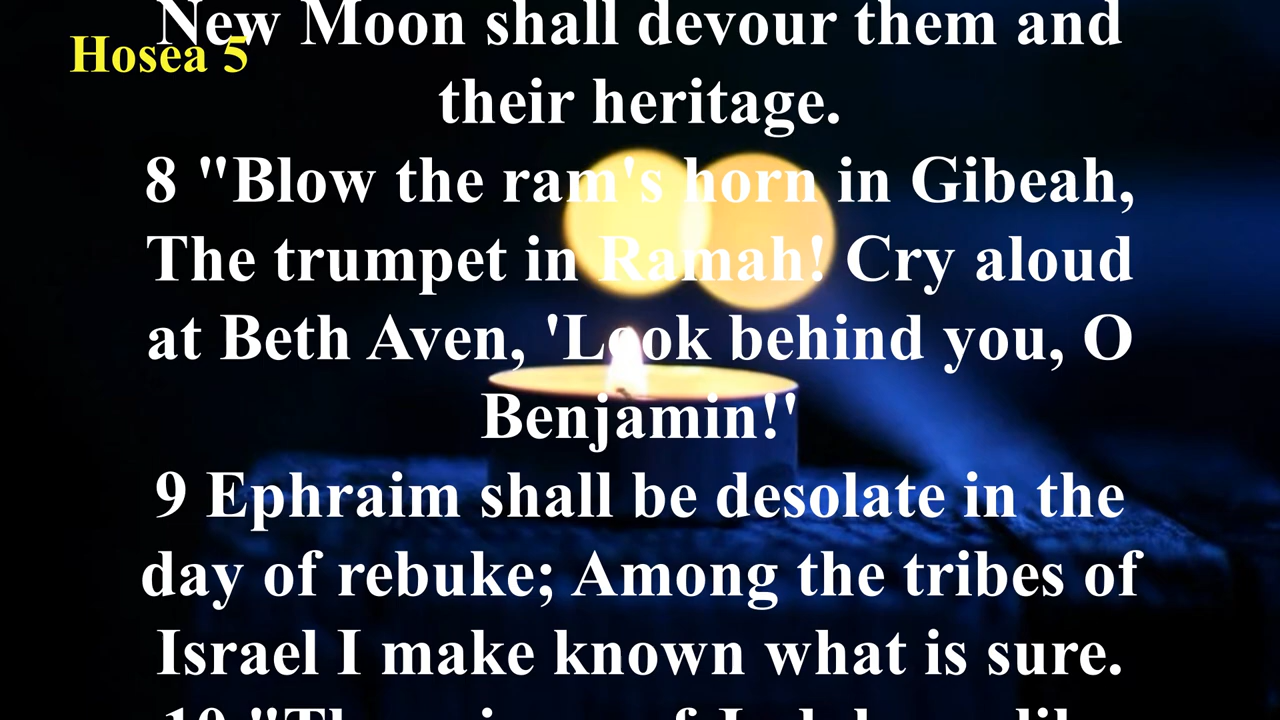 Hosea 5
New Moon shall devour them and
their heritage.
8 "Blow the ram's horn in Gibeah,
The trumpet in Ramah! Cry aloud
at Beth Aven, 'Look behind you, O
Benjamin!'
9 Ephraim shall be desolate in the
day of rebuke; Among the tribes of
Israel I make known what is sure.
10 "The